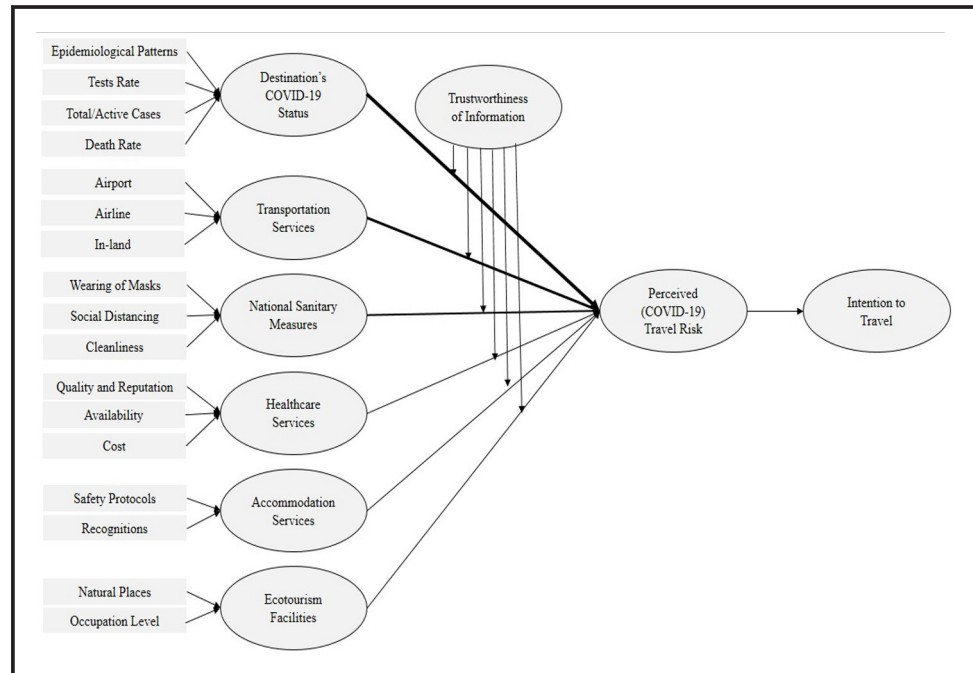 Epidemiological Patterns
Tests Rate
Total/Active Cases
Death Rate
Destination's
COVID-19
Status
Trustworthiness
of Information
Airport
Airline
In-land
Transportation
Services
Wearing of Masks
Social Distancing
Cleanliness
National Sanitary
Measures
Perceived
(COVID-19)
Travel Risk
Intention to
Travel
Quality and Reputation
Availability
Cost
Healthcare
Services
Safety Protocols
Recognitions
Accommodation
Services
Natural Places
Occupation Level
Ecotourism
Facilities